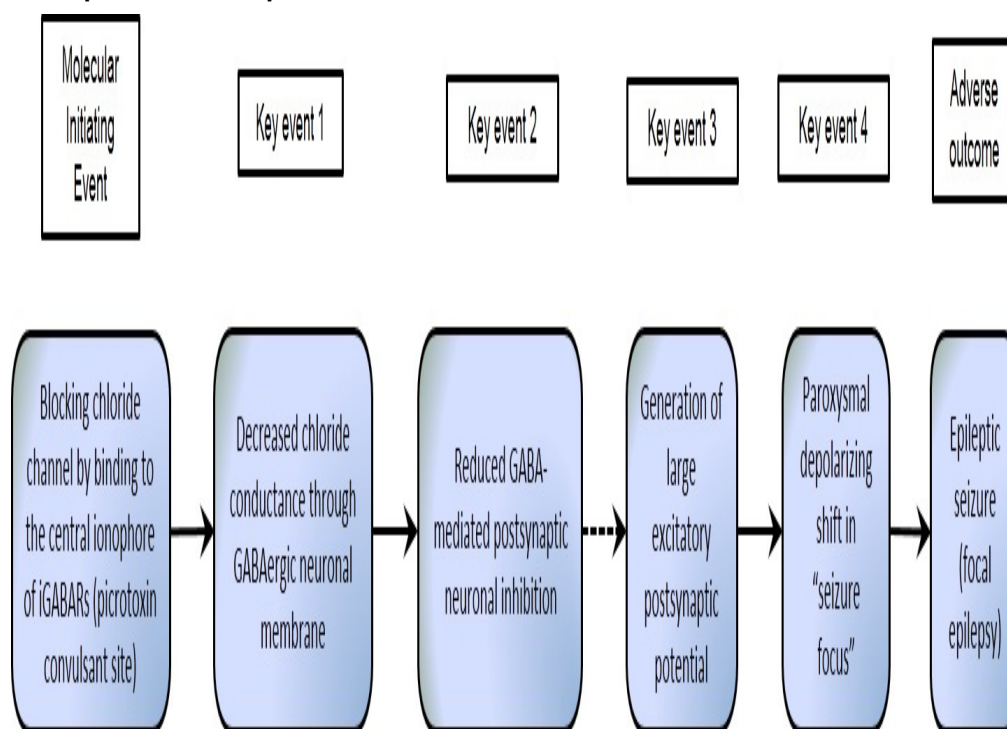 Molecular
Initiating
Event
Key event 1
Key event 2
Key event 3
Key event 4
Adverse
outcome
Blocking chloride
channel by binding to
the central ionophore
of iGABARs (picrotoxin
convulsant site)
Decreased chloride
conductance through
GABAergic neuronal
membrane
Reduced GABA-
mediated postsynaptic
neuronal inhibition
Generation of
large
excitatory
postsynaptic
potential
Paroxysmal
depolarizing
shift in
“seizure
focus”
Epileptic
seizure
(focal
epilepsy)